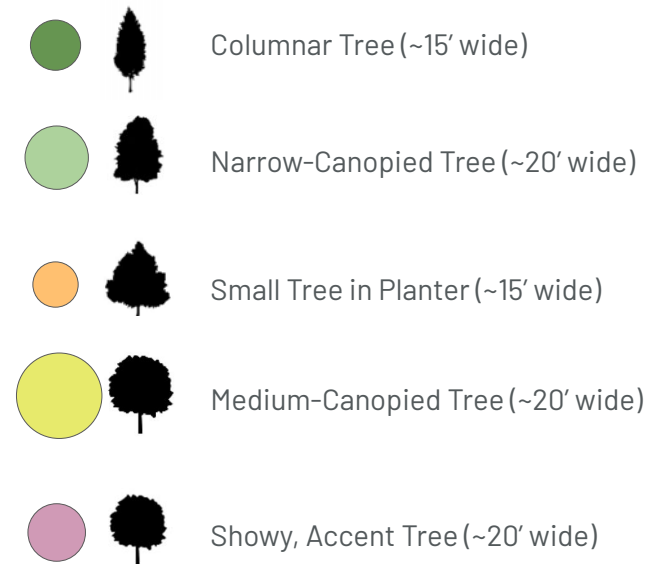 Columnar Tree (~15’ wide)
Narrow-Canopied Tree (~20’ wide)
Small Tree in Planter (~15’ wide)
Medium-Canopied Tree (~20’ wide)
Showy, Accent Tree (~20’ wide)